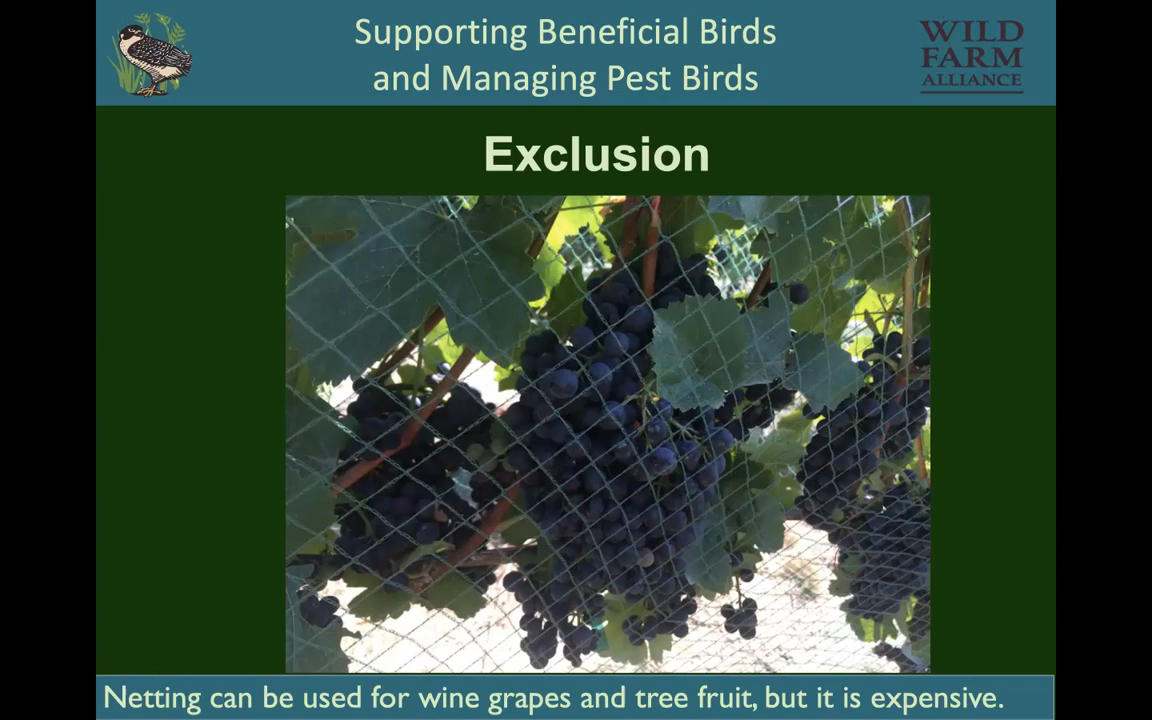 Supporting Beneficial Birds
and Managing Pest Birds
WILD
FARM
ALLIANCE
Exclusion
Netting can be used for wine grapes and tree fruit, but it is expensive.